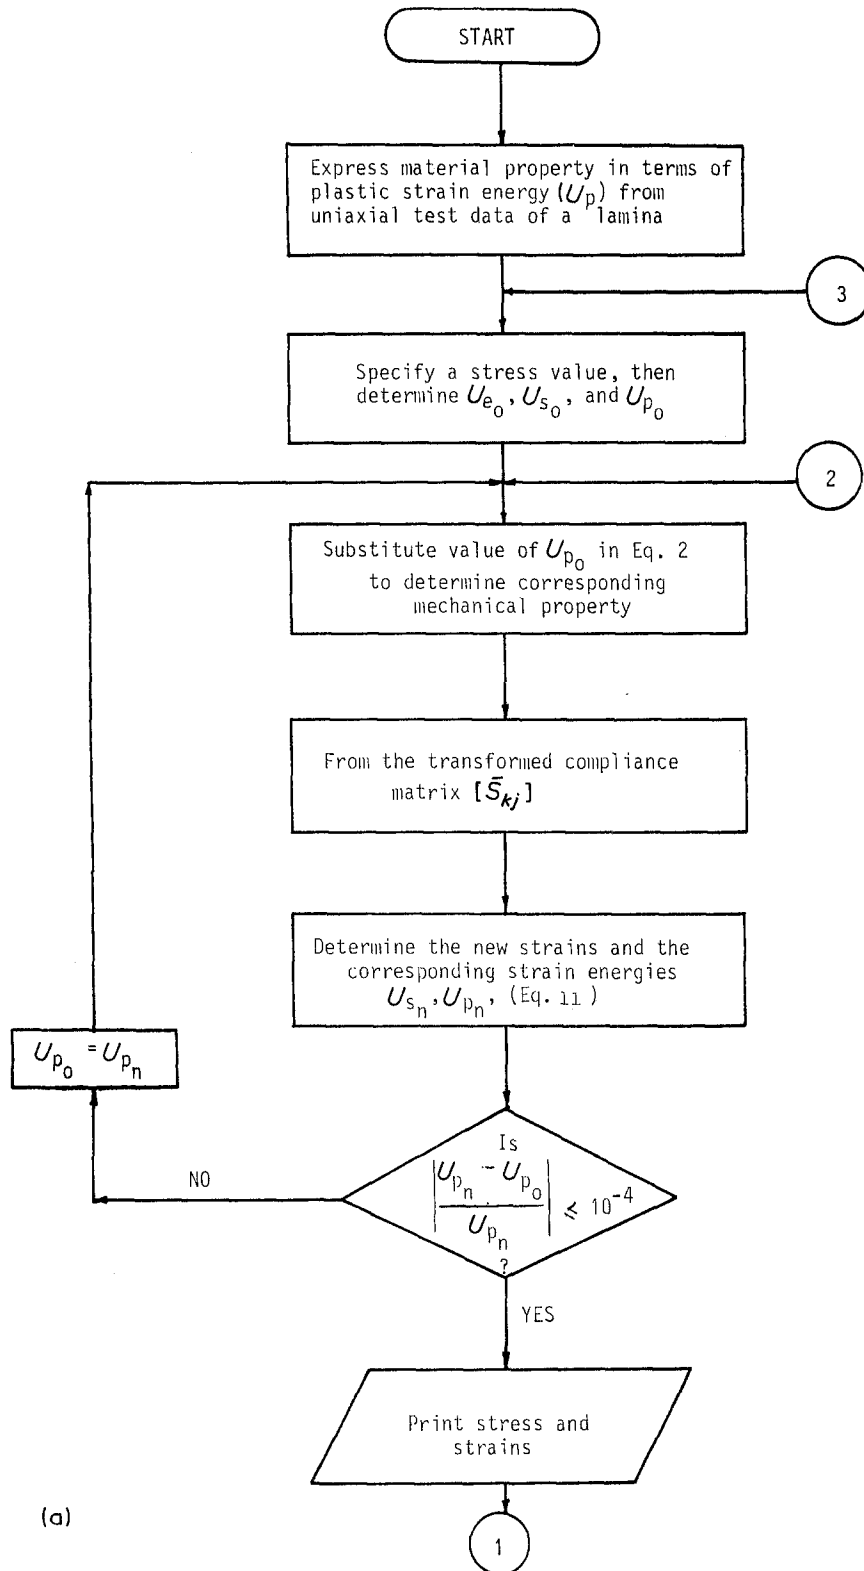 START
Express material property in terms of
plastic strain energy (Up) from
uniaxial test data of a lamina
3
Specify a stress value, then
determine Ue₀, Us₀, and Up₀
2
Substitute value of Up₀ in Eq. 2
to determine corresponding
mechanical property
From the transformed compliance
matrix [S̄kj]
Determine the new strains and the
corresponding strain energies
Usₙ, Upₙ, (Eq. 11)
Up₀ = Upₙ
NO
Is
|(Upₙ - Up₀) / Upₙ| ≤ 10⁻⁴
?
YES
Print stress and
strains
(a)
1